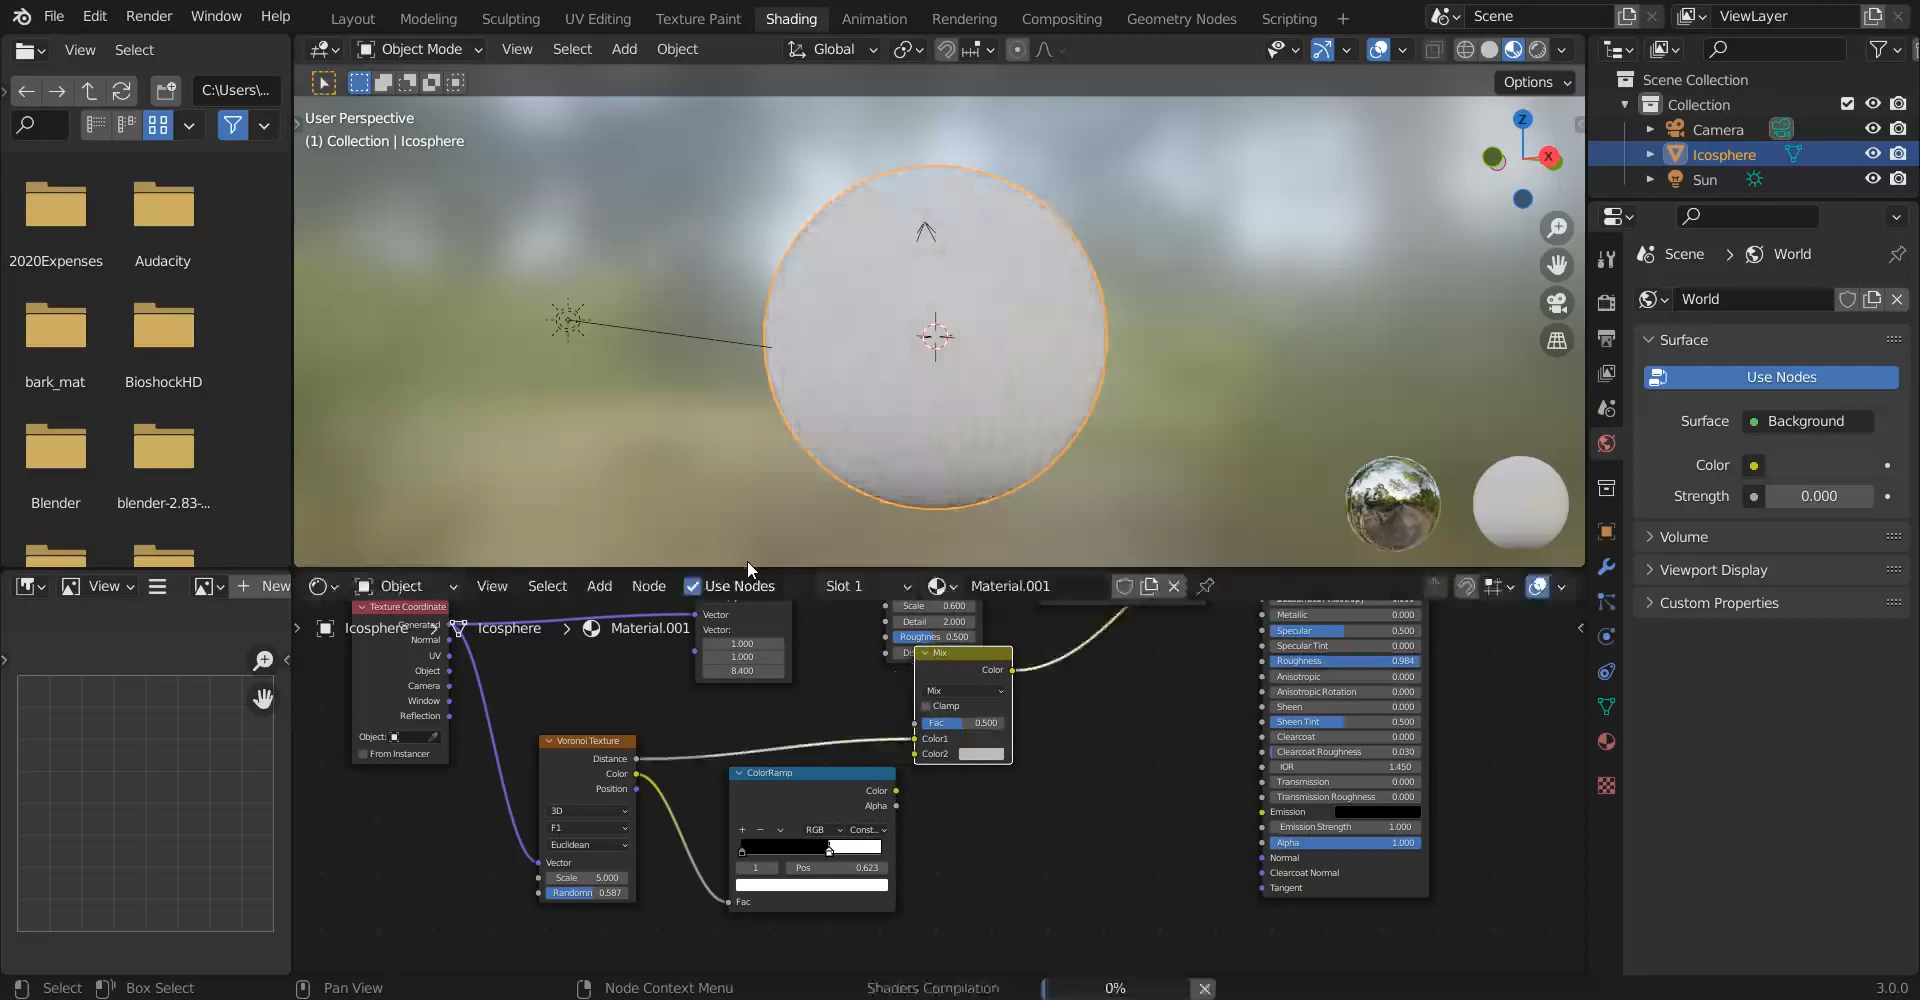 File Edit Render Window Help Layout Modeling Sculpting UV Editing Texture Paint Shading Animation Rendering Compositing Geometry Nodes Scripting + Scene ViewLayer
View Select
Object Mode View Select Add Object Global
C:\Users\...
Options
User Perspective
(1) Collection | Icosphere
Z
X
Scene Collection
Collection
Camera
Icosphere
Sun
2020Expenses Audacity
bark_mat BioshockHD
Blender blender-2.83-...
Scene > World
World
Surface
Use Nodes
Surface Background
Color
Strength 0.000
Volume
Viewport Display
Custom Properties
View + New
Object View Select Add Node Use Nodes Slot 1 Material.001
Icosphere > Icosphere > Material.001
Texture Coordinate
Generated
Normal
UV
Object
Camera
Window
Reflection
Object:
From Instancer
Vector
Vector:
1.000
1.000
8.400
Scale 0.600
Detail 2.000
Roughnes 0.500
Mix
Color
Mix
Clamp
Fac 0.500
Color1
Color2
Voronoi Texture
Distance
Color
Position
3D
F1
Euclidean
Vector
Scale 5.000
Randomn 0.587
ColorRamp
Color
Alpha
+ − RGB Const...
1 Pos 0.623
Fac
Metallic 0.000
Specular 0.500
Specular Tint 0.000
Roughness 0.984
Anisotropic 0.000
Anisotropic Rotation 0.000
Sheen 0.000
Sheen Tint 0.500
Clearcoat 0.000
Clearcoat Roughness 0.030
IOR 1.450
Transmission 0.000
Transmission Roughness 0.000
Emission
Emission Strength 1.000
Alpha 1.000
Normal
Clearcoat Normal
Tangent
Select Box Select Pan View Node Context Menu Shaders Compilation 0% 3.0.0